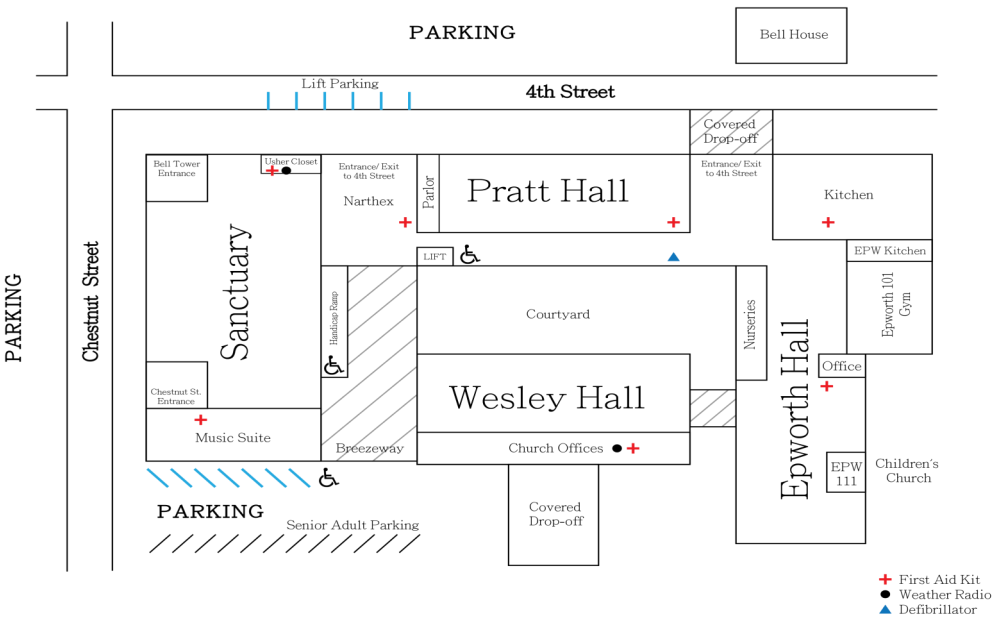 PARKING
Bell House
Lift Parking
4th Street
Covered
Drop-off
Bell Tower
Entrance
Usher Closet
Entrance/ Exit
to 4th Street
Narthex
Parlor
Pratt Hall
Entrance/ Exit
to 4th Street
Kitchen
LIFT
EPW Kitchen
PARKING
Chestnut Street
Sanctuary
Handicap Ramp
Courtyard
Nurseries
Epworth 101
Gym
Epworth Hall
Office
Chestnut St.
Entrance
Wesley Hall
Music Suite
Breezeway
Church Offices
EPW
111
Children's
Church
PARKING
Senior Adult Parking
Covered
Drop-off
First Aid Kit
Weather Radio
Defibrillator